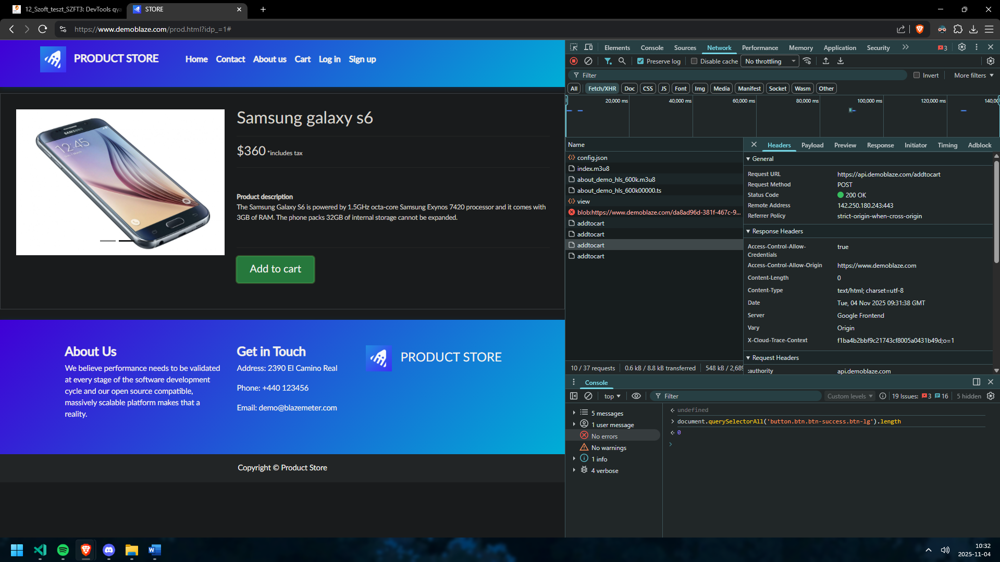 12_Szoft_teszt_SZFT3: DevTools gya
STORE
https://www.demoblaze.com/prod.html?idp_=1#
PRODUCT STORE
Home
Contact
About us
Cart
Log in
Sign up
Samsung galaxy s6
$360 *includes tax
Product description
The Samsung Galaxy S6 is powered by 1.5GHz octa-core Samsung Exynos 7420 processor and it comes with
3GB of RAM. The phone packs 32GB of internal storage cannot be expanded.
Add to cart
SAMSUNG
12:45
About Us
We believe performance needs to be validated
at every stage of the software development
cycle and our open source compatible,
massively scalable platform makes that a
reality.
Get in Touch
Address: 2390 El Camino Real
Phone: +440 123456
Email: demo@blazemeter.com
PRODUCT STORE
Copyright © Product Store
Elements
Console
Sources
Network
Performance
Memory
Application
Security
3
Preserve log
Disable cache
No throttling
Filter
Invert
More filters
All
Fetch/XHR
Doc
CSS
JS
Font
Img
Media
Manifest
Socket
Wasm
Other
20,000 ms
40,000 ms
60,000 ms
80,000 ms
100,000 ms
120,000 ms
140,0
Name
config.json
index.m3u8
about_demo_hls_600k.m3u8
about_demo_hls_600k00000.ts
view
blob:https://www.demoblaze.com/da8ad96d-381f-467c-9...
addtocart
addtocart
addtocart
addtocart
10 / 37 requests
0.6 kB / 8.8 kB transferred
548 kB / 2,689
Headers
Payload
Preview
Response
Initiator
Timing
Adblock
General
Request URL
https://api.demoblaze.com/addtocart
Request Method
POST
Status Code
200 OK
Remote Address
142.250.180.243:443
Referrer Policy
strict-origin-when-cross-origin
Response Headers
Access-Control-Allow-
Credentials
true
Access-Control-Allow-Origin
https://www.demoblaze.com
Content-Length
0
Content-Type
text/html; charset=utf-8
Date
Tue, 04 Nov 2025 09:31:38 GMT
Server
Google Frontend
Vary
Origin
X-Cloud-Trace-Context
f1ba4b2bbf9c21743cf8005a0431b49d;o=1
Request Headers
:authority
api.demoblaze.com
Console
top
Filter
Custom levels
19 Issues:
3
16
5 hidden
5 messages
1 user message
No errors
No warnings
1 info
4 verbose
undefined
document.querySelectorAll('button.btn.btn-success.btn-lg').length
0
10:32
2025-11-04